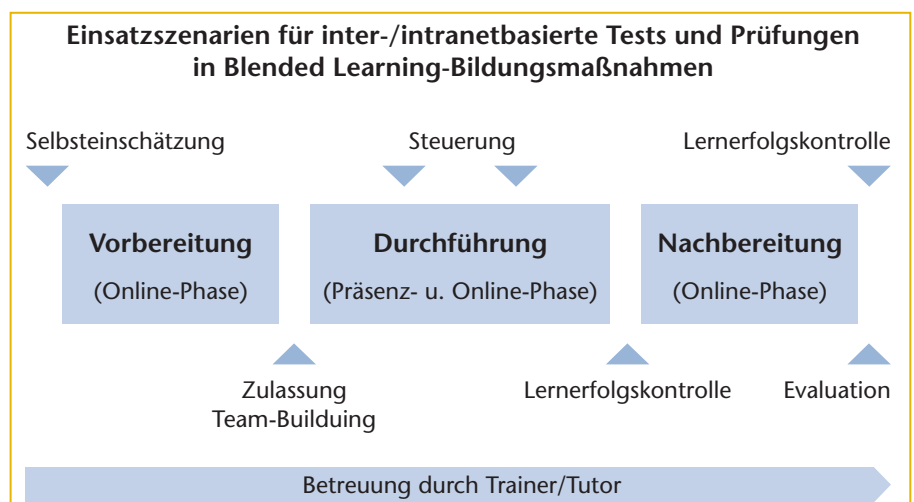 Einsatzszenarien für inter-/intranetbasierte Tests und Prüfungen
in Blended Learning-Bildungsmaßnahmen
Selbsteinschätzung
Steuerung
Lernerfolgskontrolle
Vorbereitung
(Online-Phase)
Durchführung
(Präsenz- u. Online-Phase)
Nachbereitung
(Online-Phase)
Zulassung
Team-Builduing
Lernerfolgskontrolle
Evaluation
Betreuung durch Trainer/Tutor